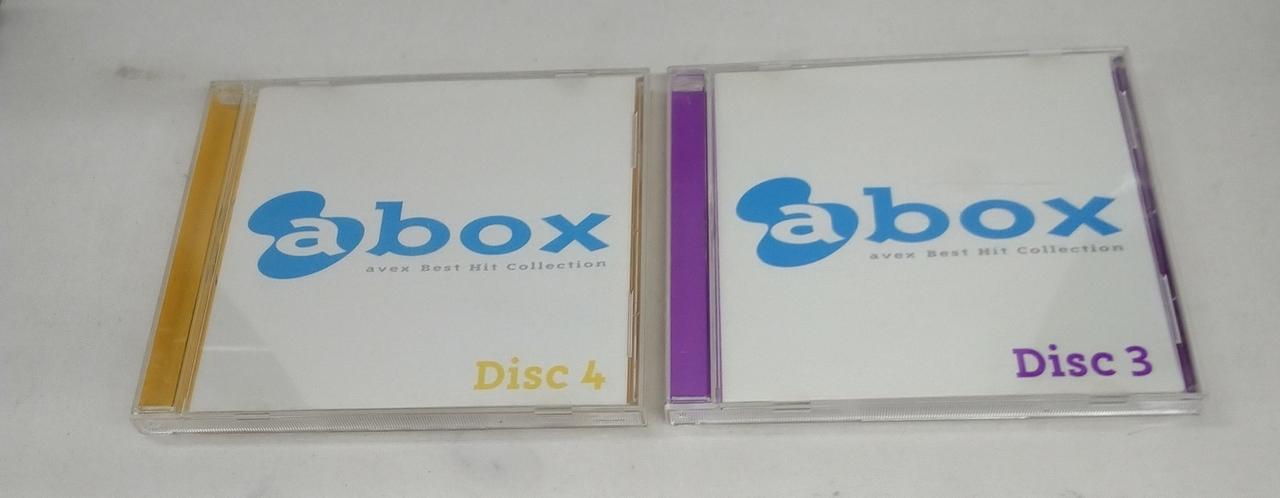 abox
avex Best Hit Collection
Disc 4
abox
avex Best Hit Collection
Disc 3